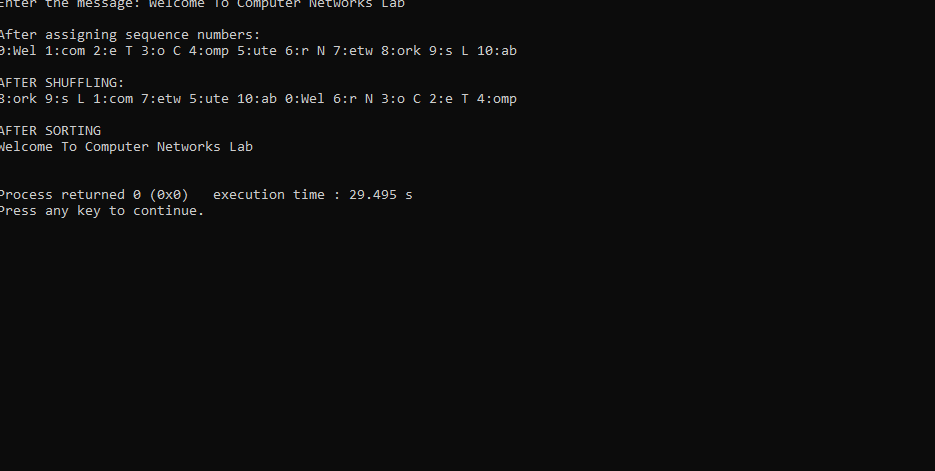 Enter the message: Welcome To Computer Networks Lab
After assigning sequence numbers:
0:Wel 1:com 2:e T 3:o C 4:omp 5:ute 6:r N 7:etw 8:ork 9:s L 10:ab
AFTER SHUFFLING:
8:ork 9:s L 1:com 7:etw 5:ute 10:ab 0:Wel 6:r N 3:o C 2:e T 4:omp
AFTER SORTING
Welcome To Computer Networks Lab
Process returned 0 (0x0)   execution time : 29.495 s
Press any key to continue.